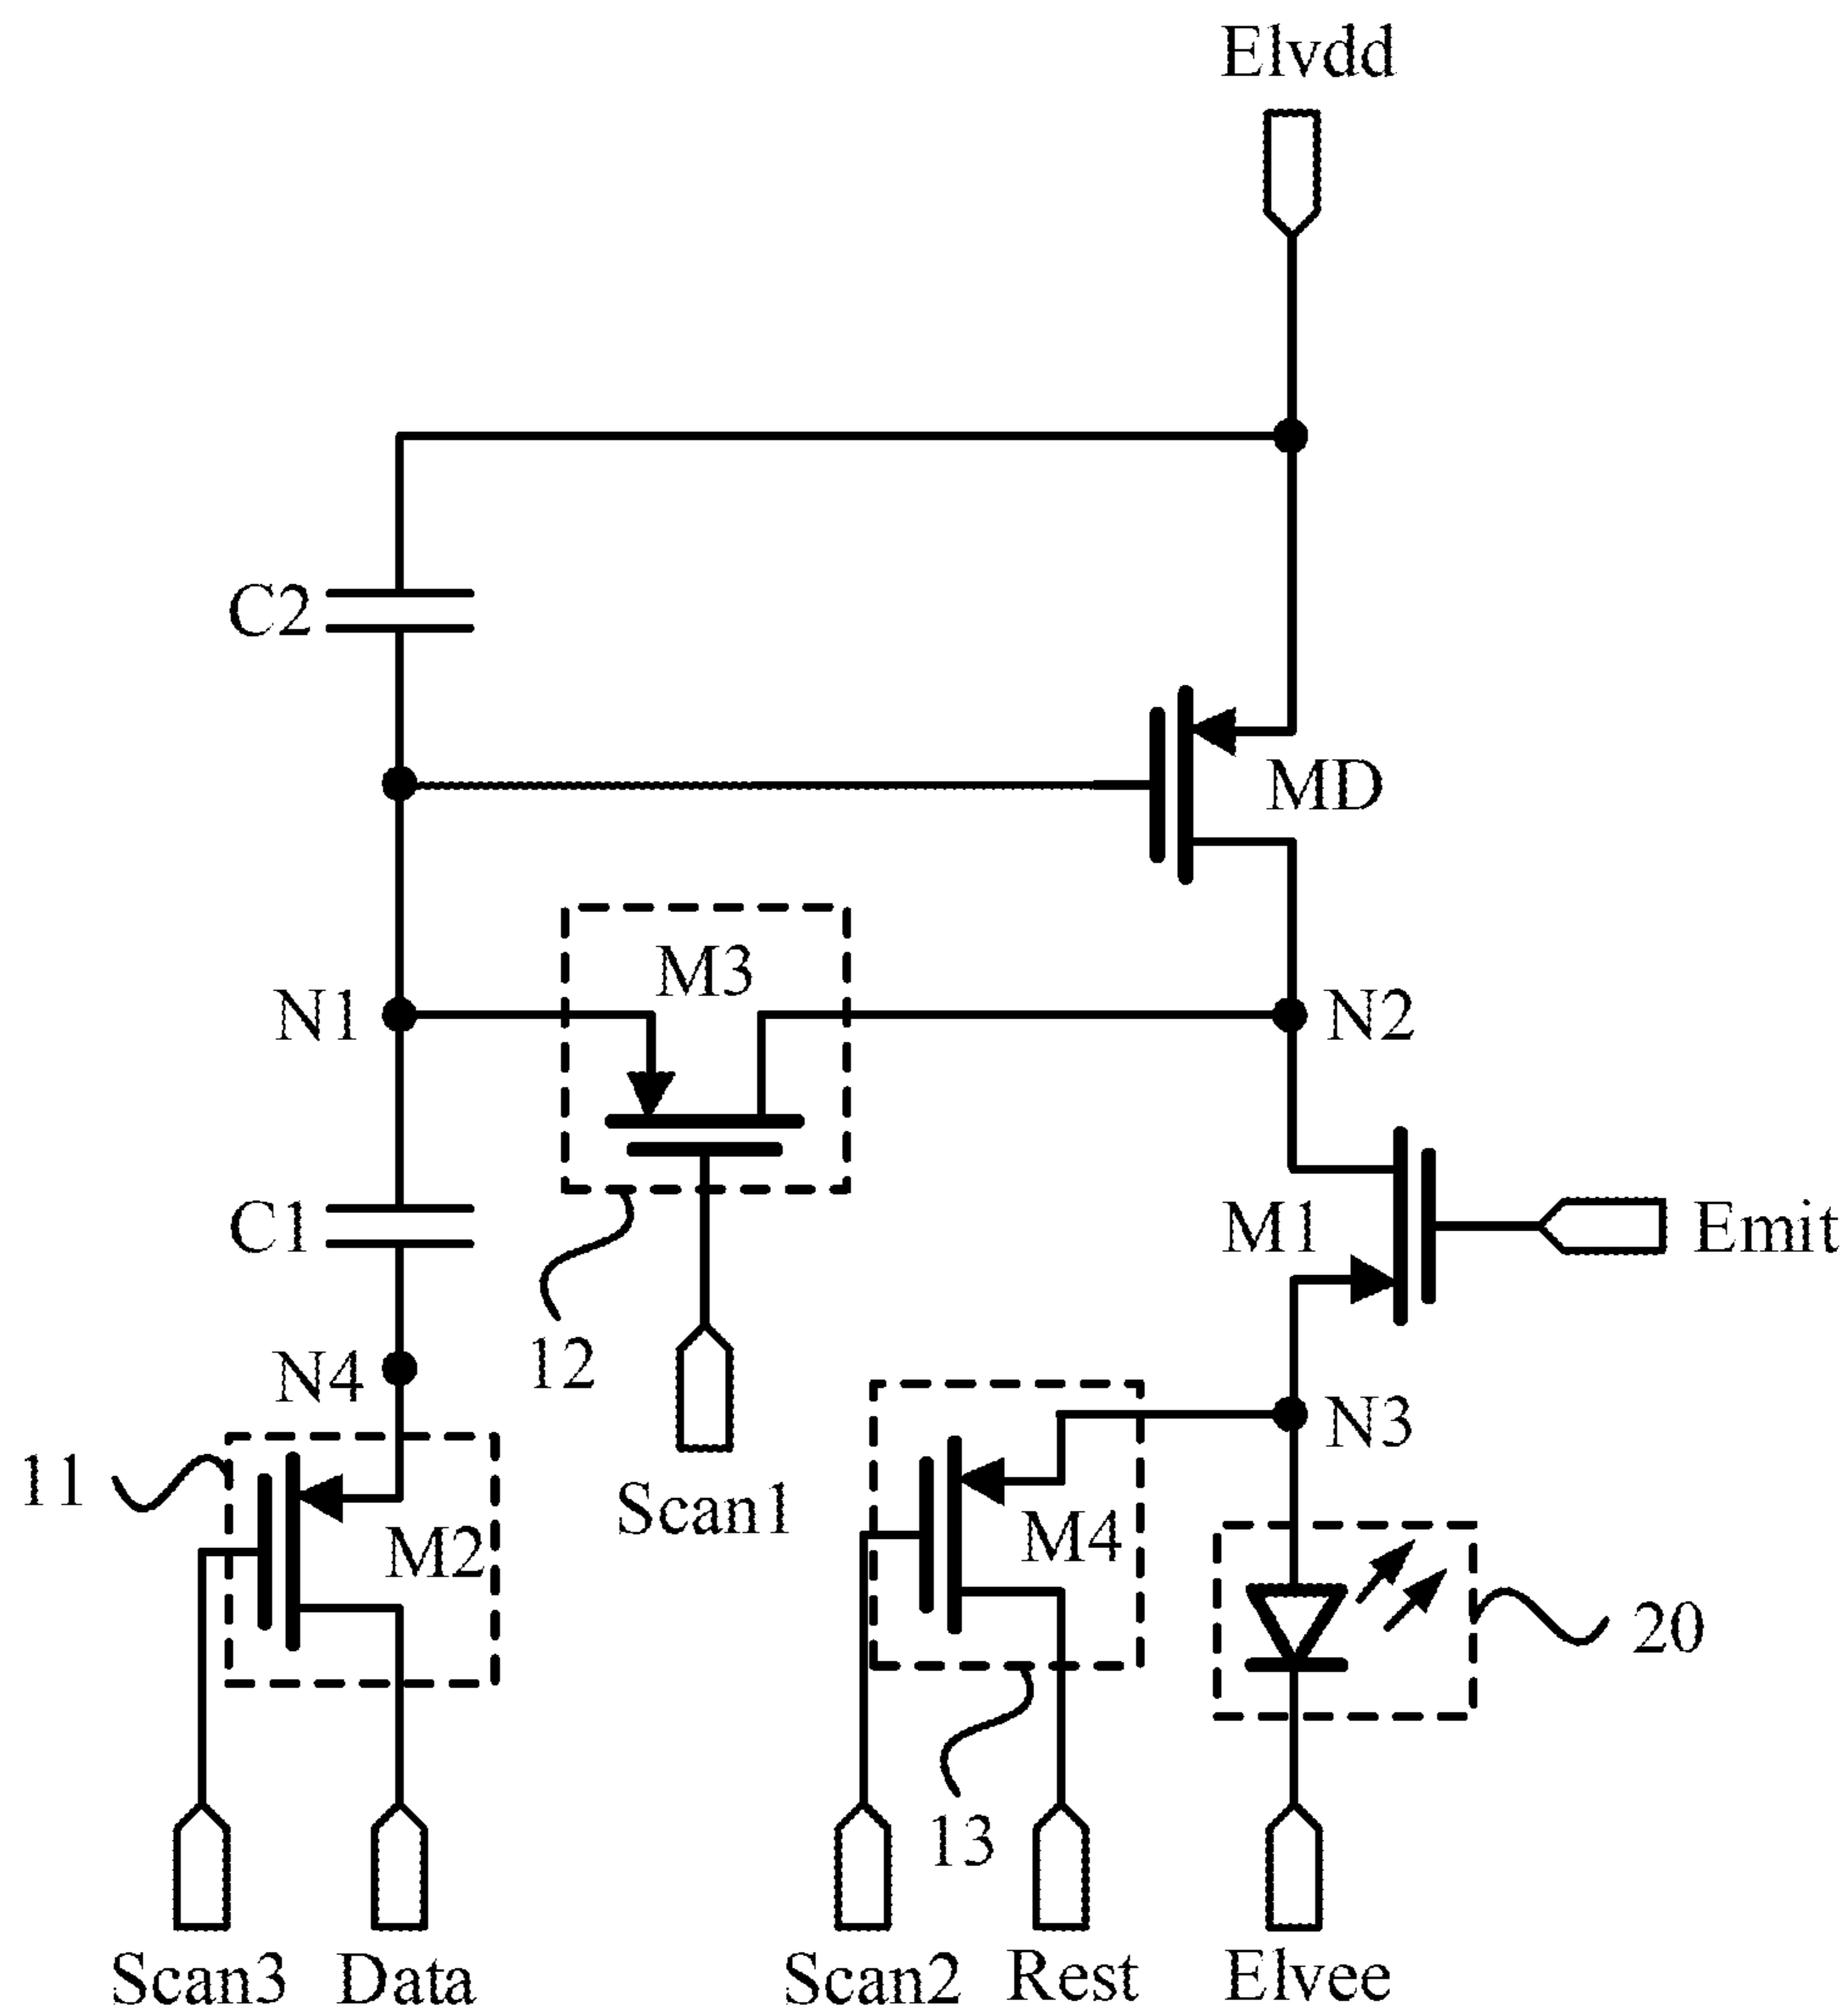 Elvdd
C2
MD
M3
N1
N2
C1
M1
Emit
12
N4
N3
11
Scan1
M2
M4
20
13
Scan3
Data
Scan2
Rest
Elvee